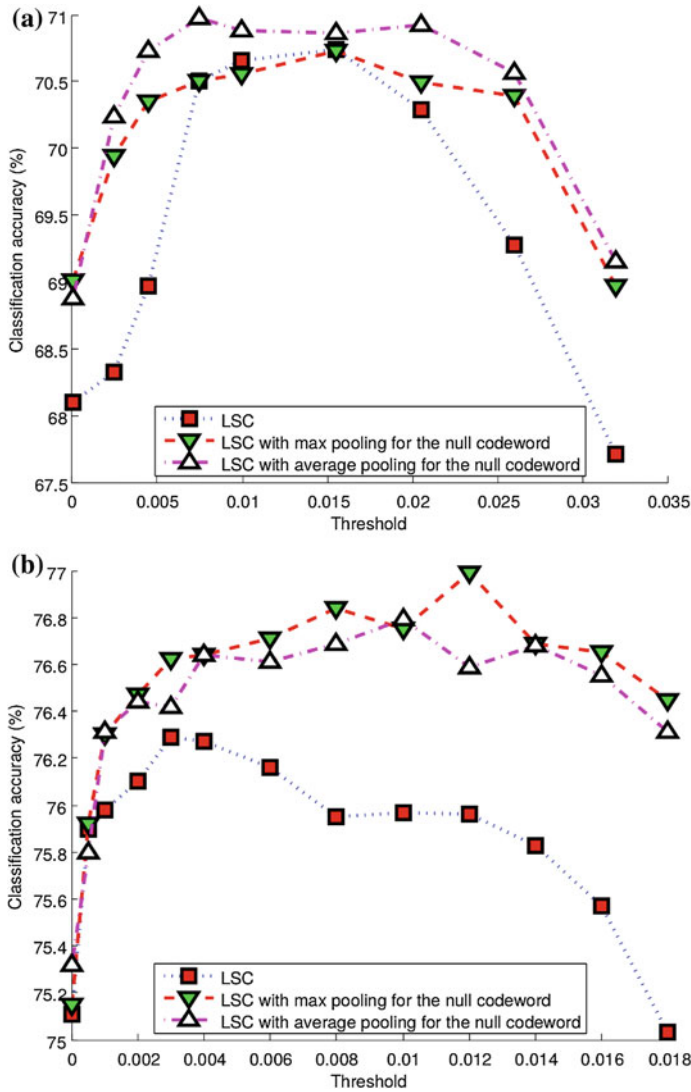 (a)
71
70.5
70
69.5
69
68.5
68
67.5
Classification accuracy (%)
LSC
LSC with max pooling for the null codeword
LSC with average pooling for the null codeword
0 0.005 0.01 0.015 0.02 0.025 0.03 0.035
Threshold
(b)
77
76.8
76.6
76.4
76.2
76
75.8
75.6
75.4
75.2
75
Classification accuracy (%)
LSC
LSC with max pooling for the null codeword
LSC with average pooling for the null codeword
0 0.002 0.004 0.006 0.008 0.01 0.012 0.014 0.016 0.018
Threshold